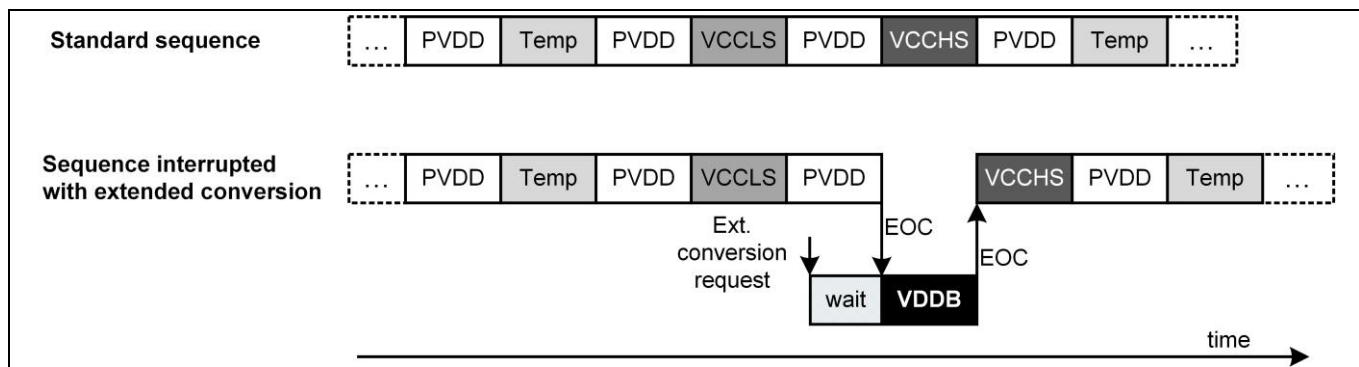 Standard sequence
... PVDD Temp PVDD VCCLS PVDD VCCHS PVDD Temp ...
Sequence interrupted
with extended conversion
... PVDD Temp PVDD VCCLS PVDD VCCHS PVDD Temp ...
Ext.
conversion
request
EOC
EOC
wait VDDB
time